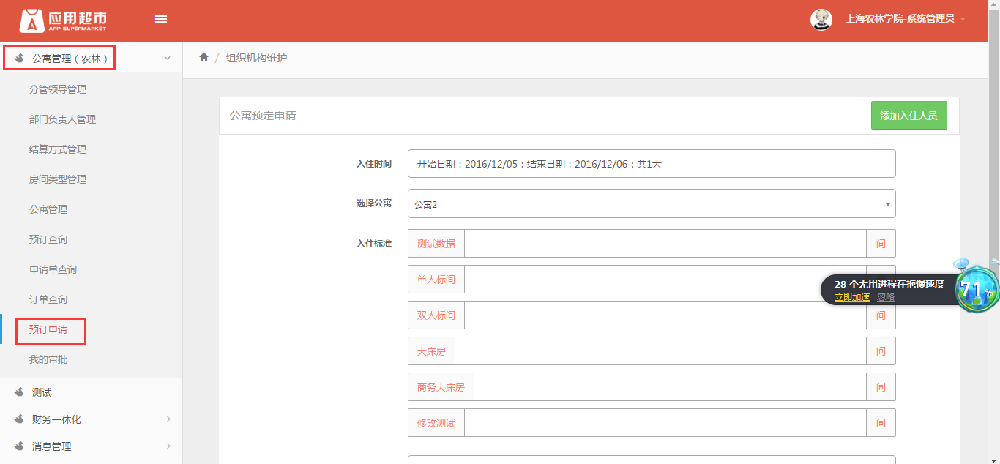 应用超市
APP SUPERMARKET
上海农林学院-系统管理员
公寓管理（农林）
/ 组织机构维护
分管领导管理
部门负责人管理
结算方式管理
房间类型管理
公寓管理
预订查询
申请单查询
订单查询
预订申请
我的审批
测试
财务一体化
消息管理
公寓预定申请
添加入住人员
入住时间 开始日期：2016/12/05；结束日期：2016/12/06；共1天
选择公寓 公寓2
入住标准 测试数据 间
单人标间
双人标间 间
大床房 间
商务大床房 间
修改测试 间
28 个无用进程在拖慢速度
立即加速 忽略
71%